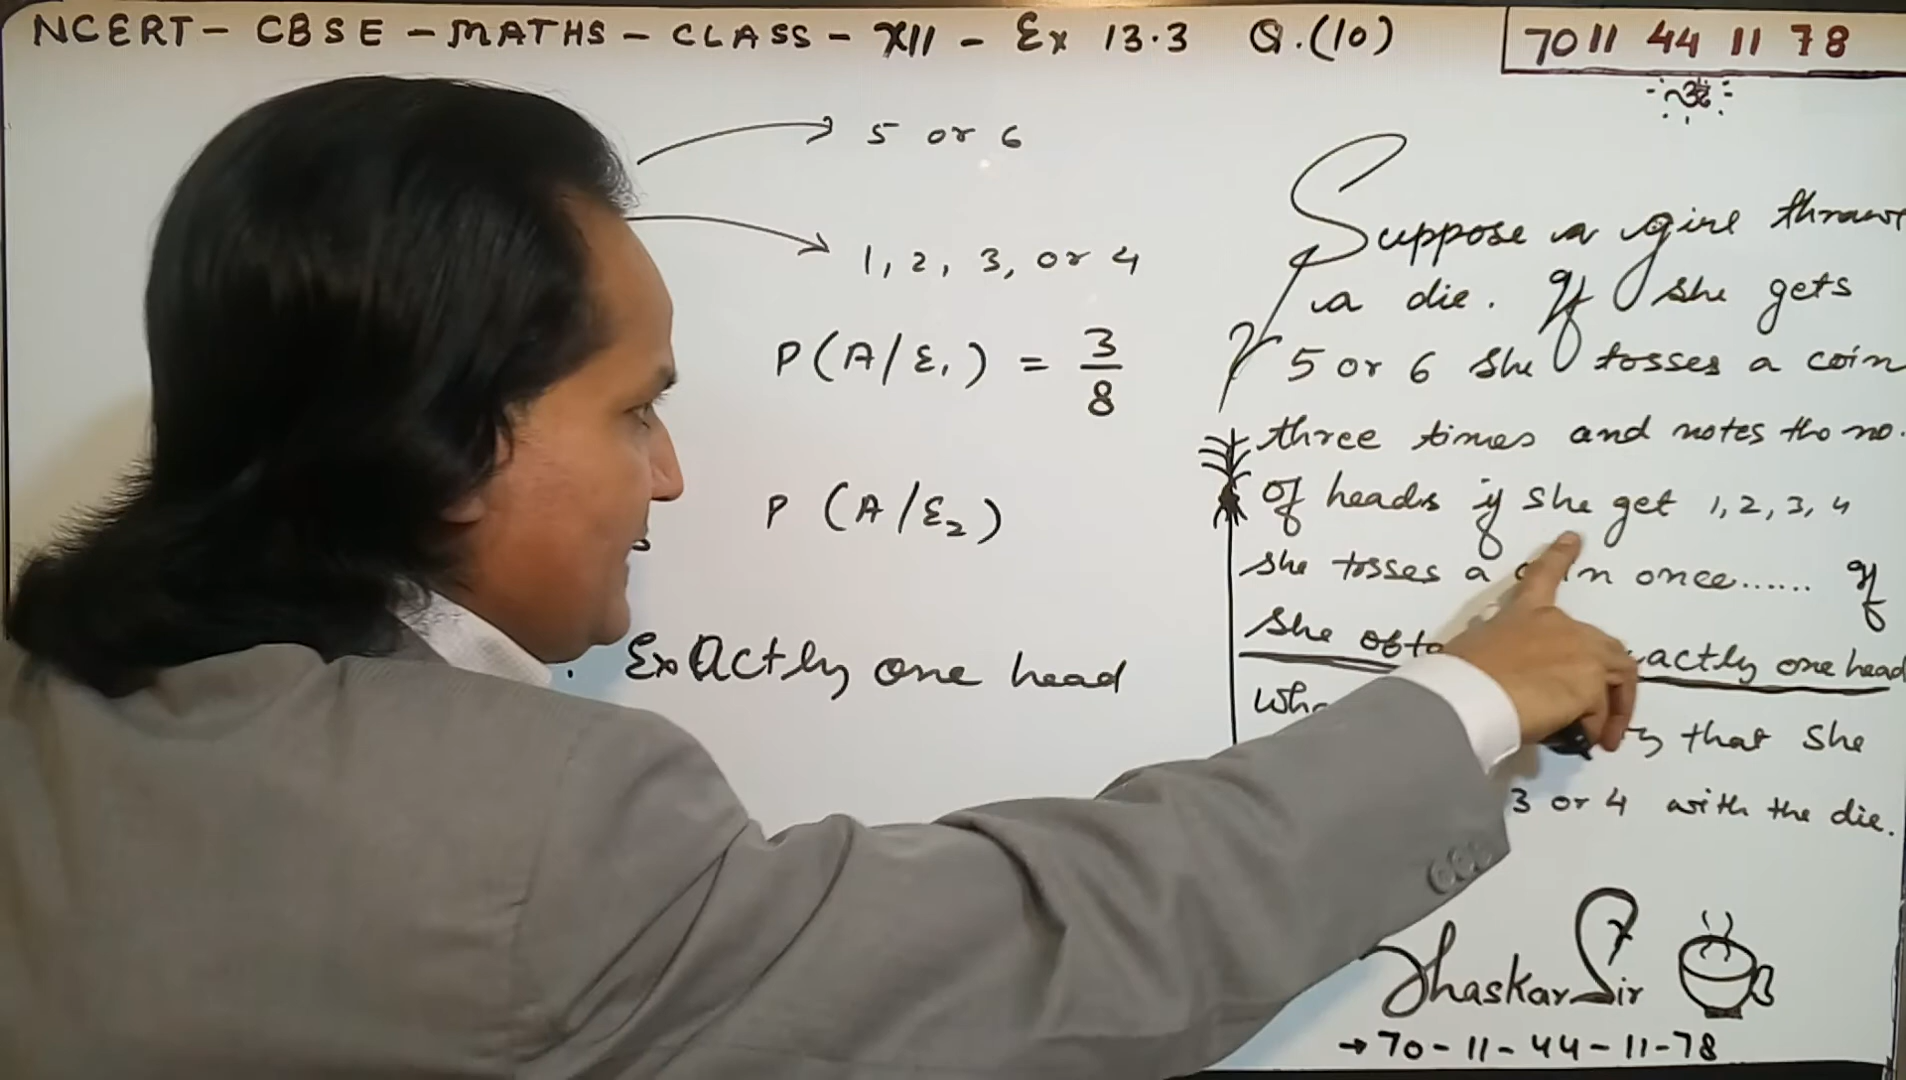 NCERT - CBSE - MATHS - CLASS - XII - Ex 13.3 Q.(10)
70 11 44 11 78
ॐ
5 or 6
1, 2, 3, or 4
P(A/E₁) = 3/8
P (A/E₂)
Exactly one head
Suppose a girl throws
a die. If she gets
5 or 6 she tosses a coin
three times and notes the no.
of heads if she get 1, 2, 3, 4
she tosses a coin once...... If
she exactly one head
that she
3 or 4 with the die.
Bhaskar Sir
→ 70-11-44-11-78